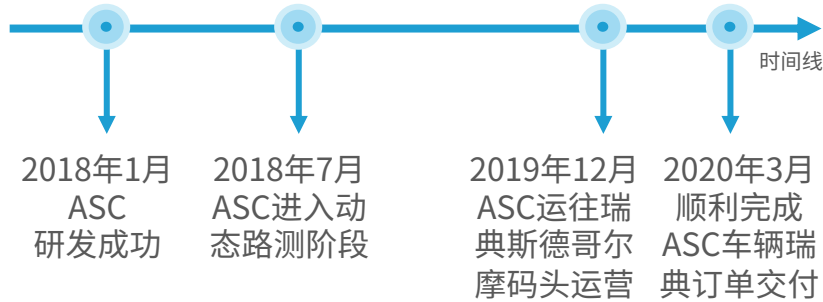 时间线
2018年1月
ASC
研发成功
2018年7月
ASC进入动
态路测阶段
2019年12月
ASC运往瑞
典斯德哥尔
摩码头运营
2020年3月
顺利完成
ASC车辆瑞
典订单交付